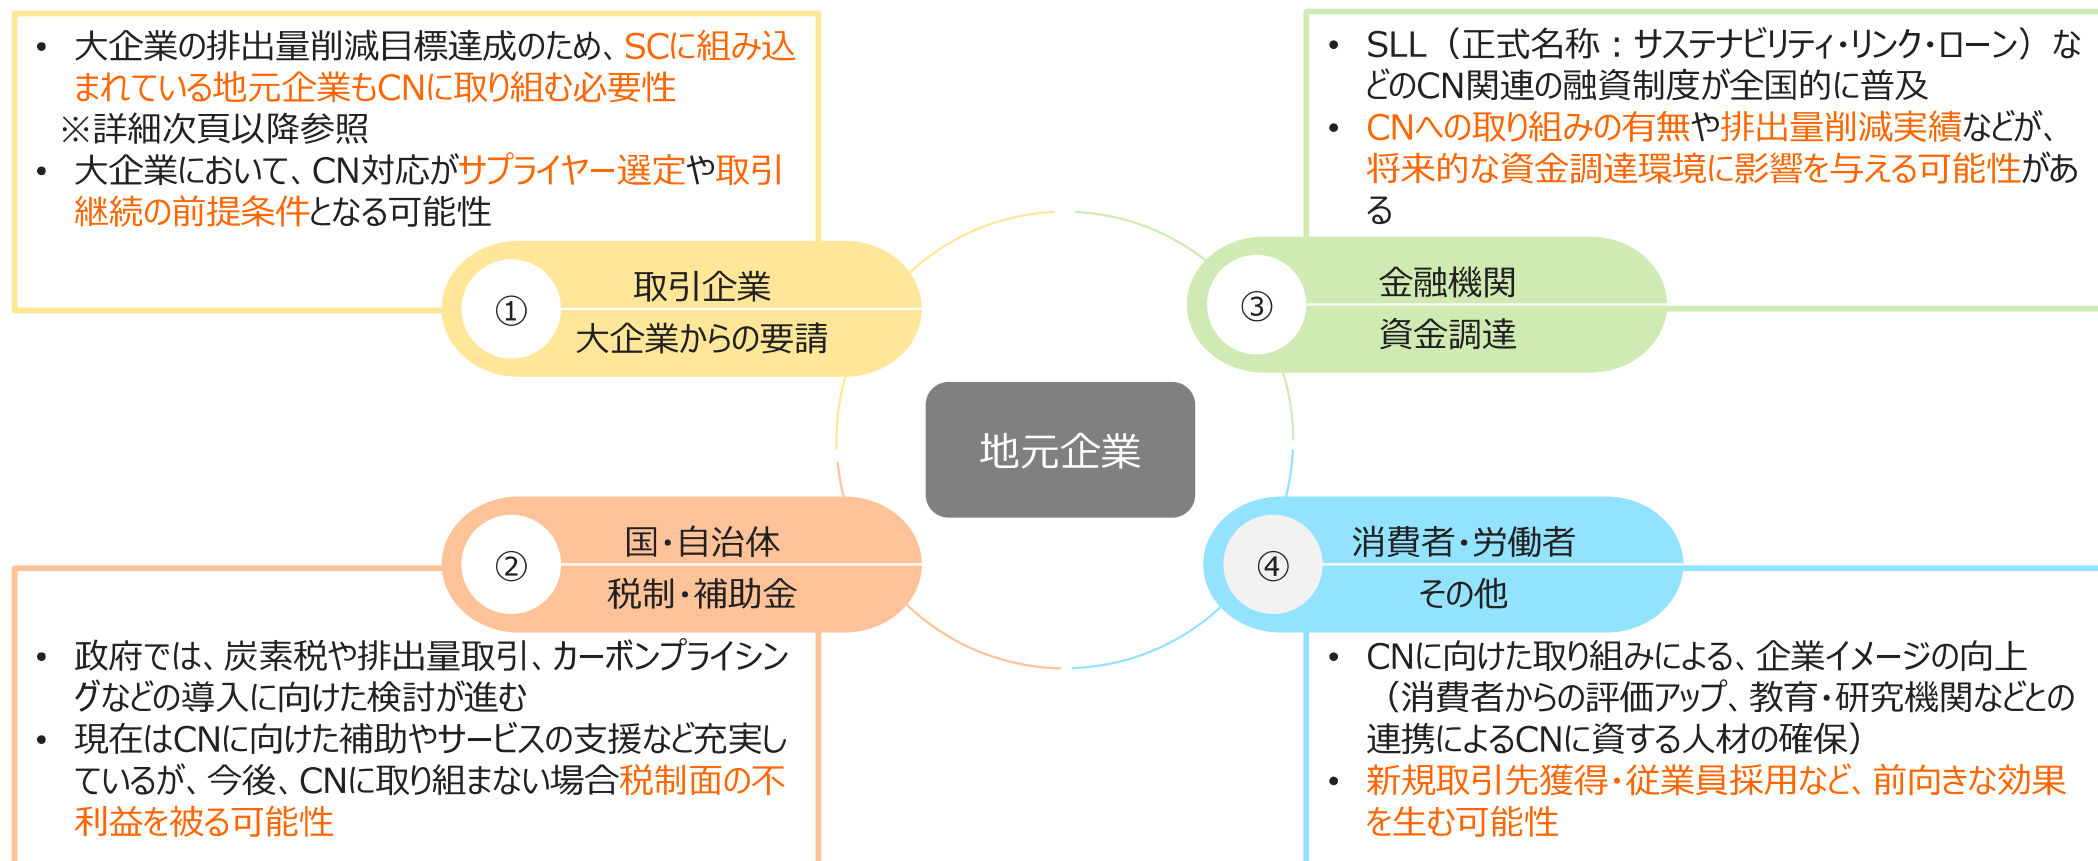 • 大企業の排出量削減目標達成のため、SCに組み込
まれている地元企業もCNに取り組む必要性
※詳細次頁以降参照
• 大企業において、CN対応がサプライヤー選定や取引
継続の前提条件となる可能性
①
取引企業
大企業からの要請
• SLL（正式名称：サステナビリティ・リンク・ローン）な
どのCN関連の融資制度が全国的に普及
• CNへの取り組みの有無や排出量削減実績などが、
将来的な資金調達環境に影響を与える可能性があ
る
③
金融機関
資金調達
地元企業
②
国・自治体
税制・補助金
• 政府では、炭素税や排出量取引、カーボンプライシン
グなどの導入に向けた検討が進む
• 現在はCNに向けた補助やサービスの支援など充実し
ているが、今後、CNに取り組まない場合税制面の不
利益を被る可能性
④
消費者・労働者
その他
• CNに向けた取り組みによる、企業イメージの向上
（消費者からの評価アップ、教育・研究機関などとの
連携によるCNに資する人材の確保）
• 新規取引先獲得・従業員採用など、前向きな効果
を生む可能性